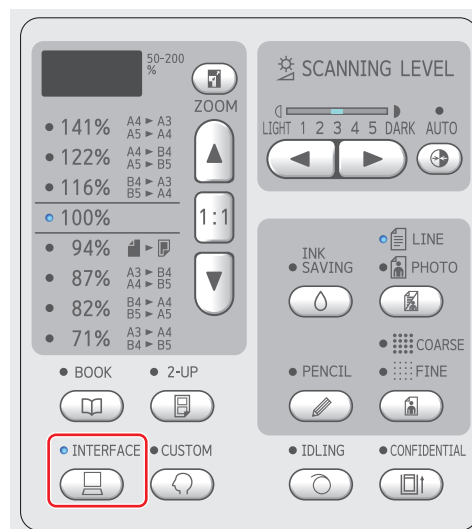 50-200
%
ZOOM
141% A4 ► A3
A5 ► A4
122% A4 ► B4
A5 ► B5
116% B4 ► A3
B5 ► A4
100%
94%
87% A3 ► B4
A4 ► B5
82% B4 ► A4
B5 ► A5
71% A3 ► A4
B4 ► B5
1:1
BOOK
2-UP
INTERFACE
CUSTOM
SCANNING LEVEL
LIGHT 1 2 3 4 5 DARK
AUTO
INK
SAVING
LINE
PHOTO
PENCIL
COARSE
FINE
IDLING
CONFIDENTIAL